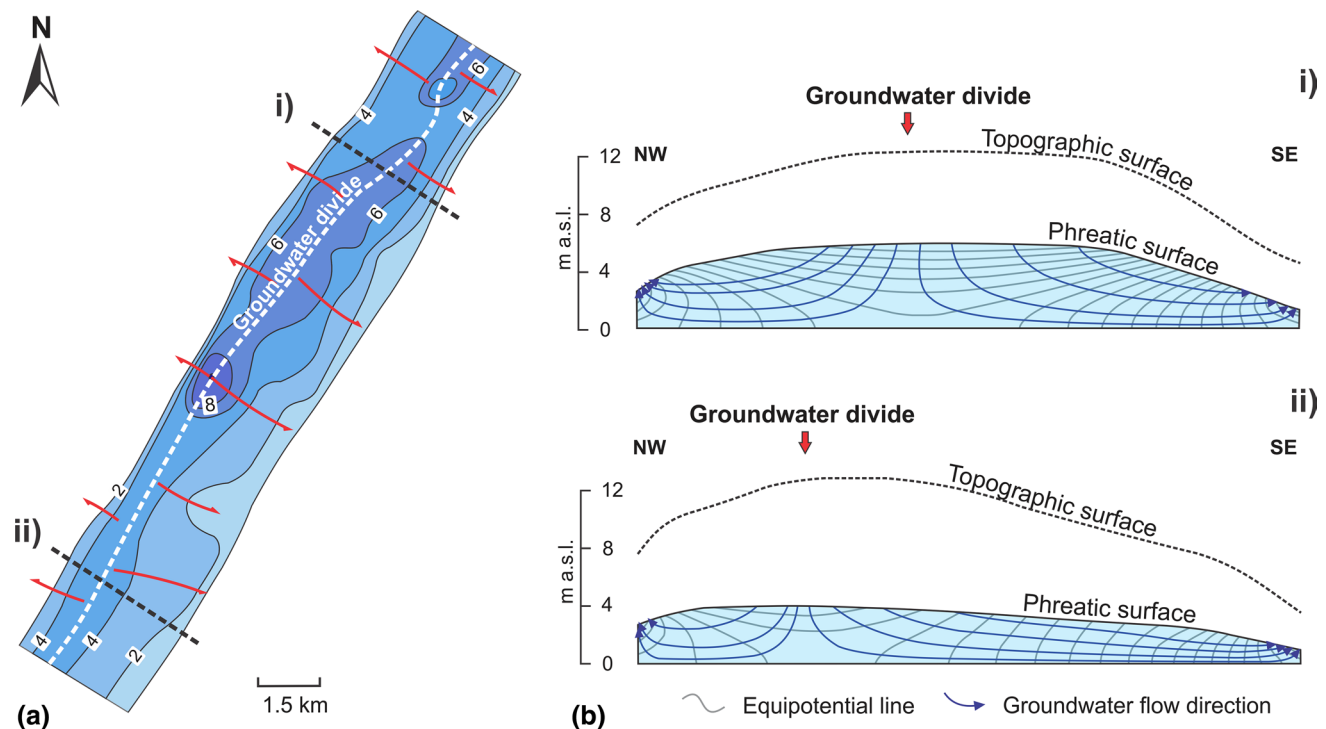 N
i)
6
4
4
Groundwater divide
6
6
8
2
ii)
4
4
2
1.5 km
(a)
i)
Groundwater divide
NW
Topographic surface
SE
12
8
4
0
m a.s.l.
Phreatic surface
ii)
Groundwater divide
NW
SE
Topographic surface
12
8
4
0
m a.s.l.
Phreatic surface
(b)
Equipotential line
Groundwater flow direction